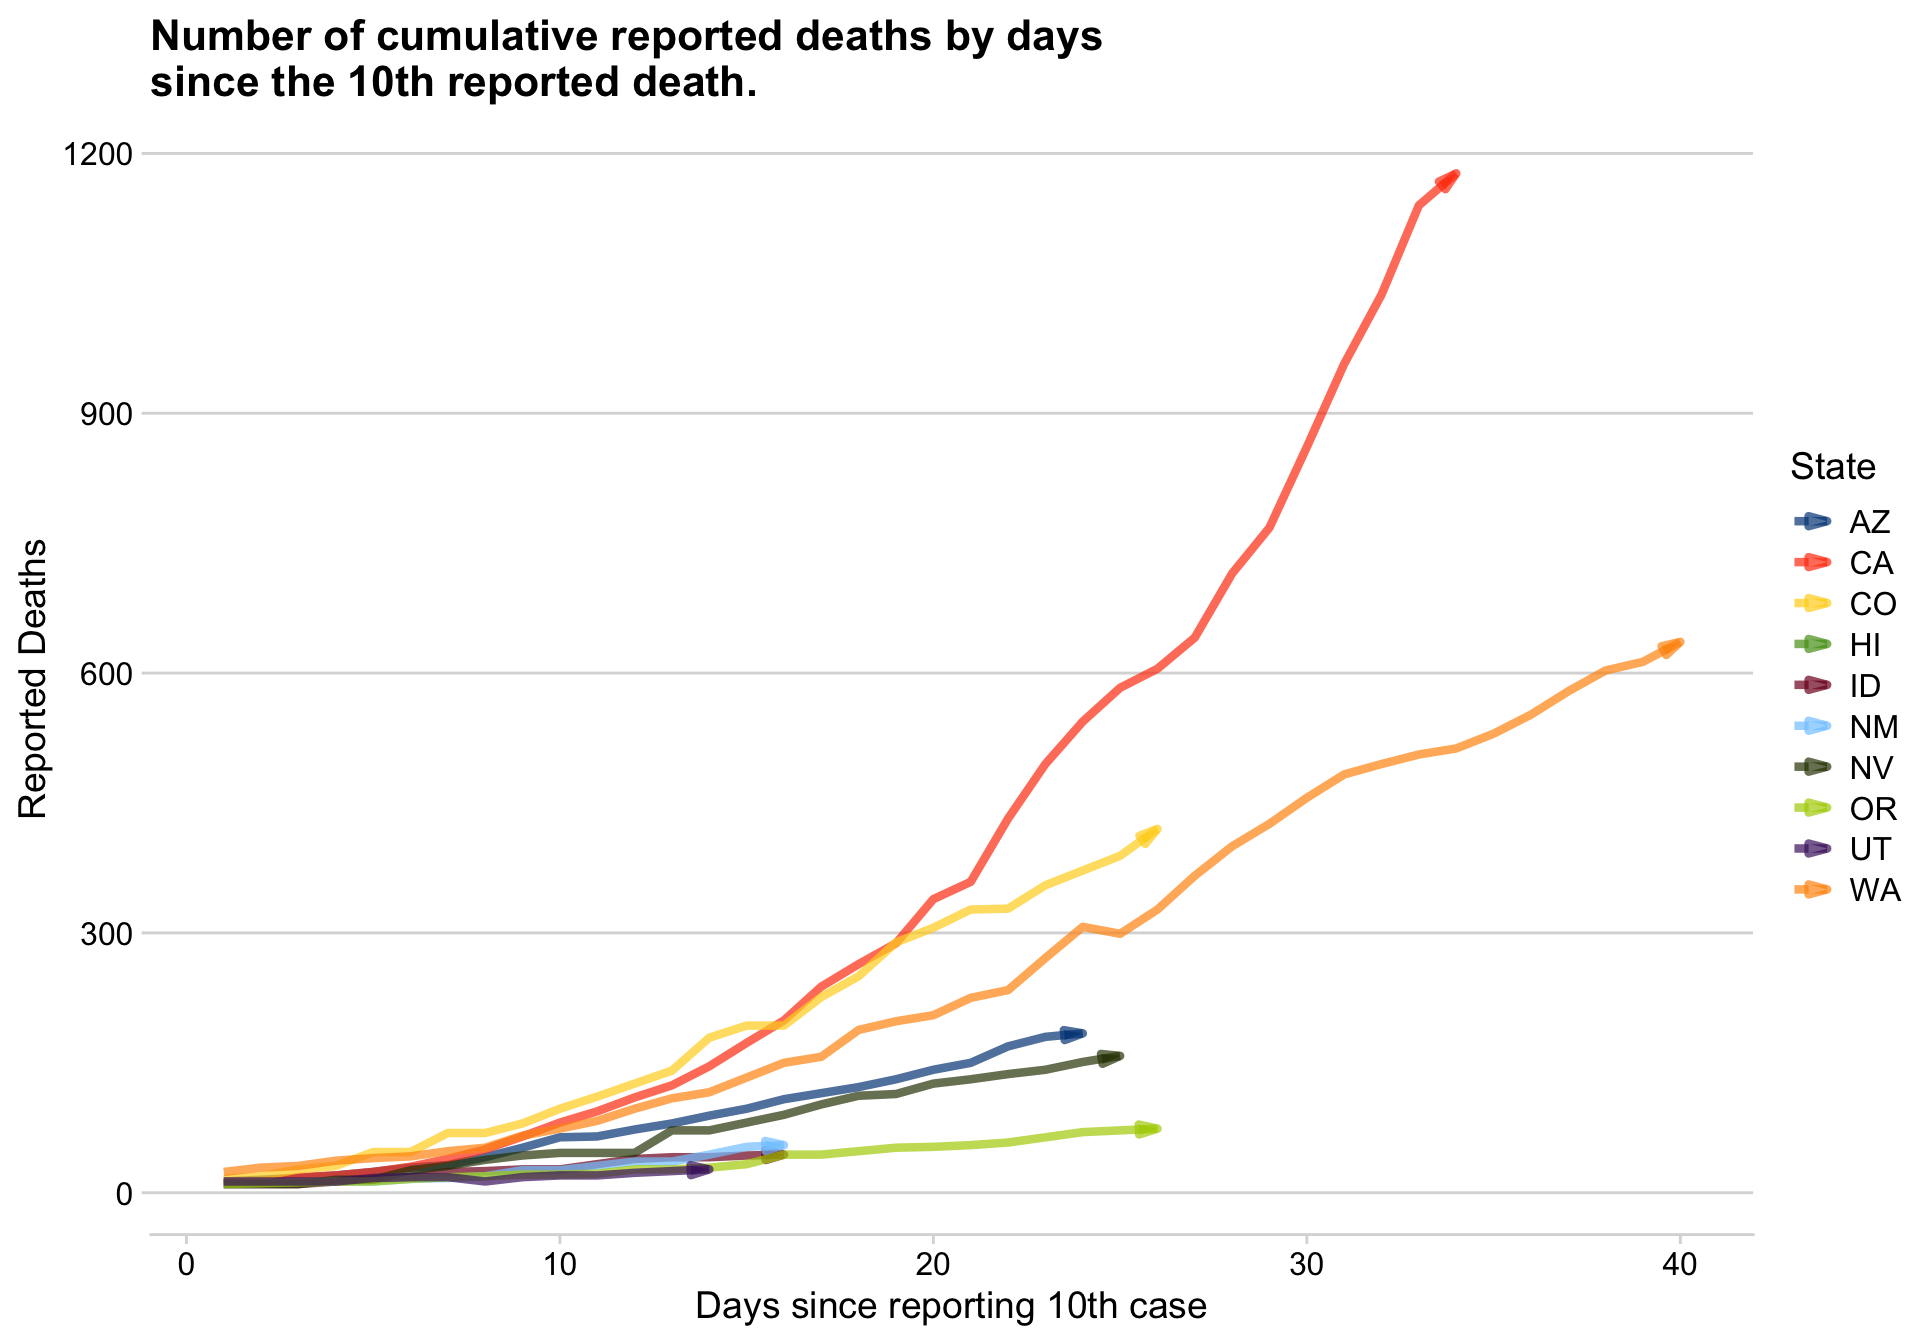 Number of cumulative reported deaths by days
since the 10th reported death.
1200
900
600
300
0
Reported Deaths
0 10 20 30 40
Days since reporting 10th case
State
AZ
CA
CO
HI
ID
NM
NV
OR
UT
WA